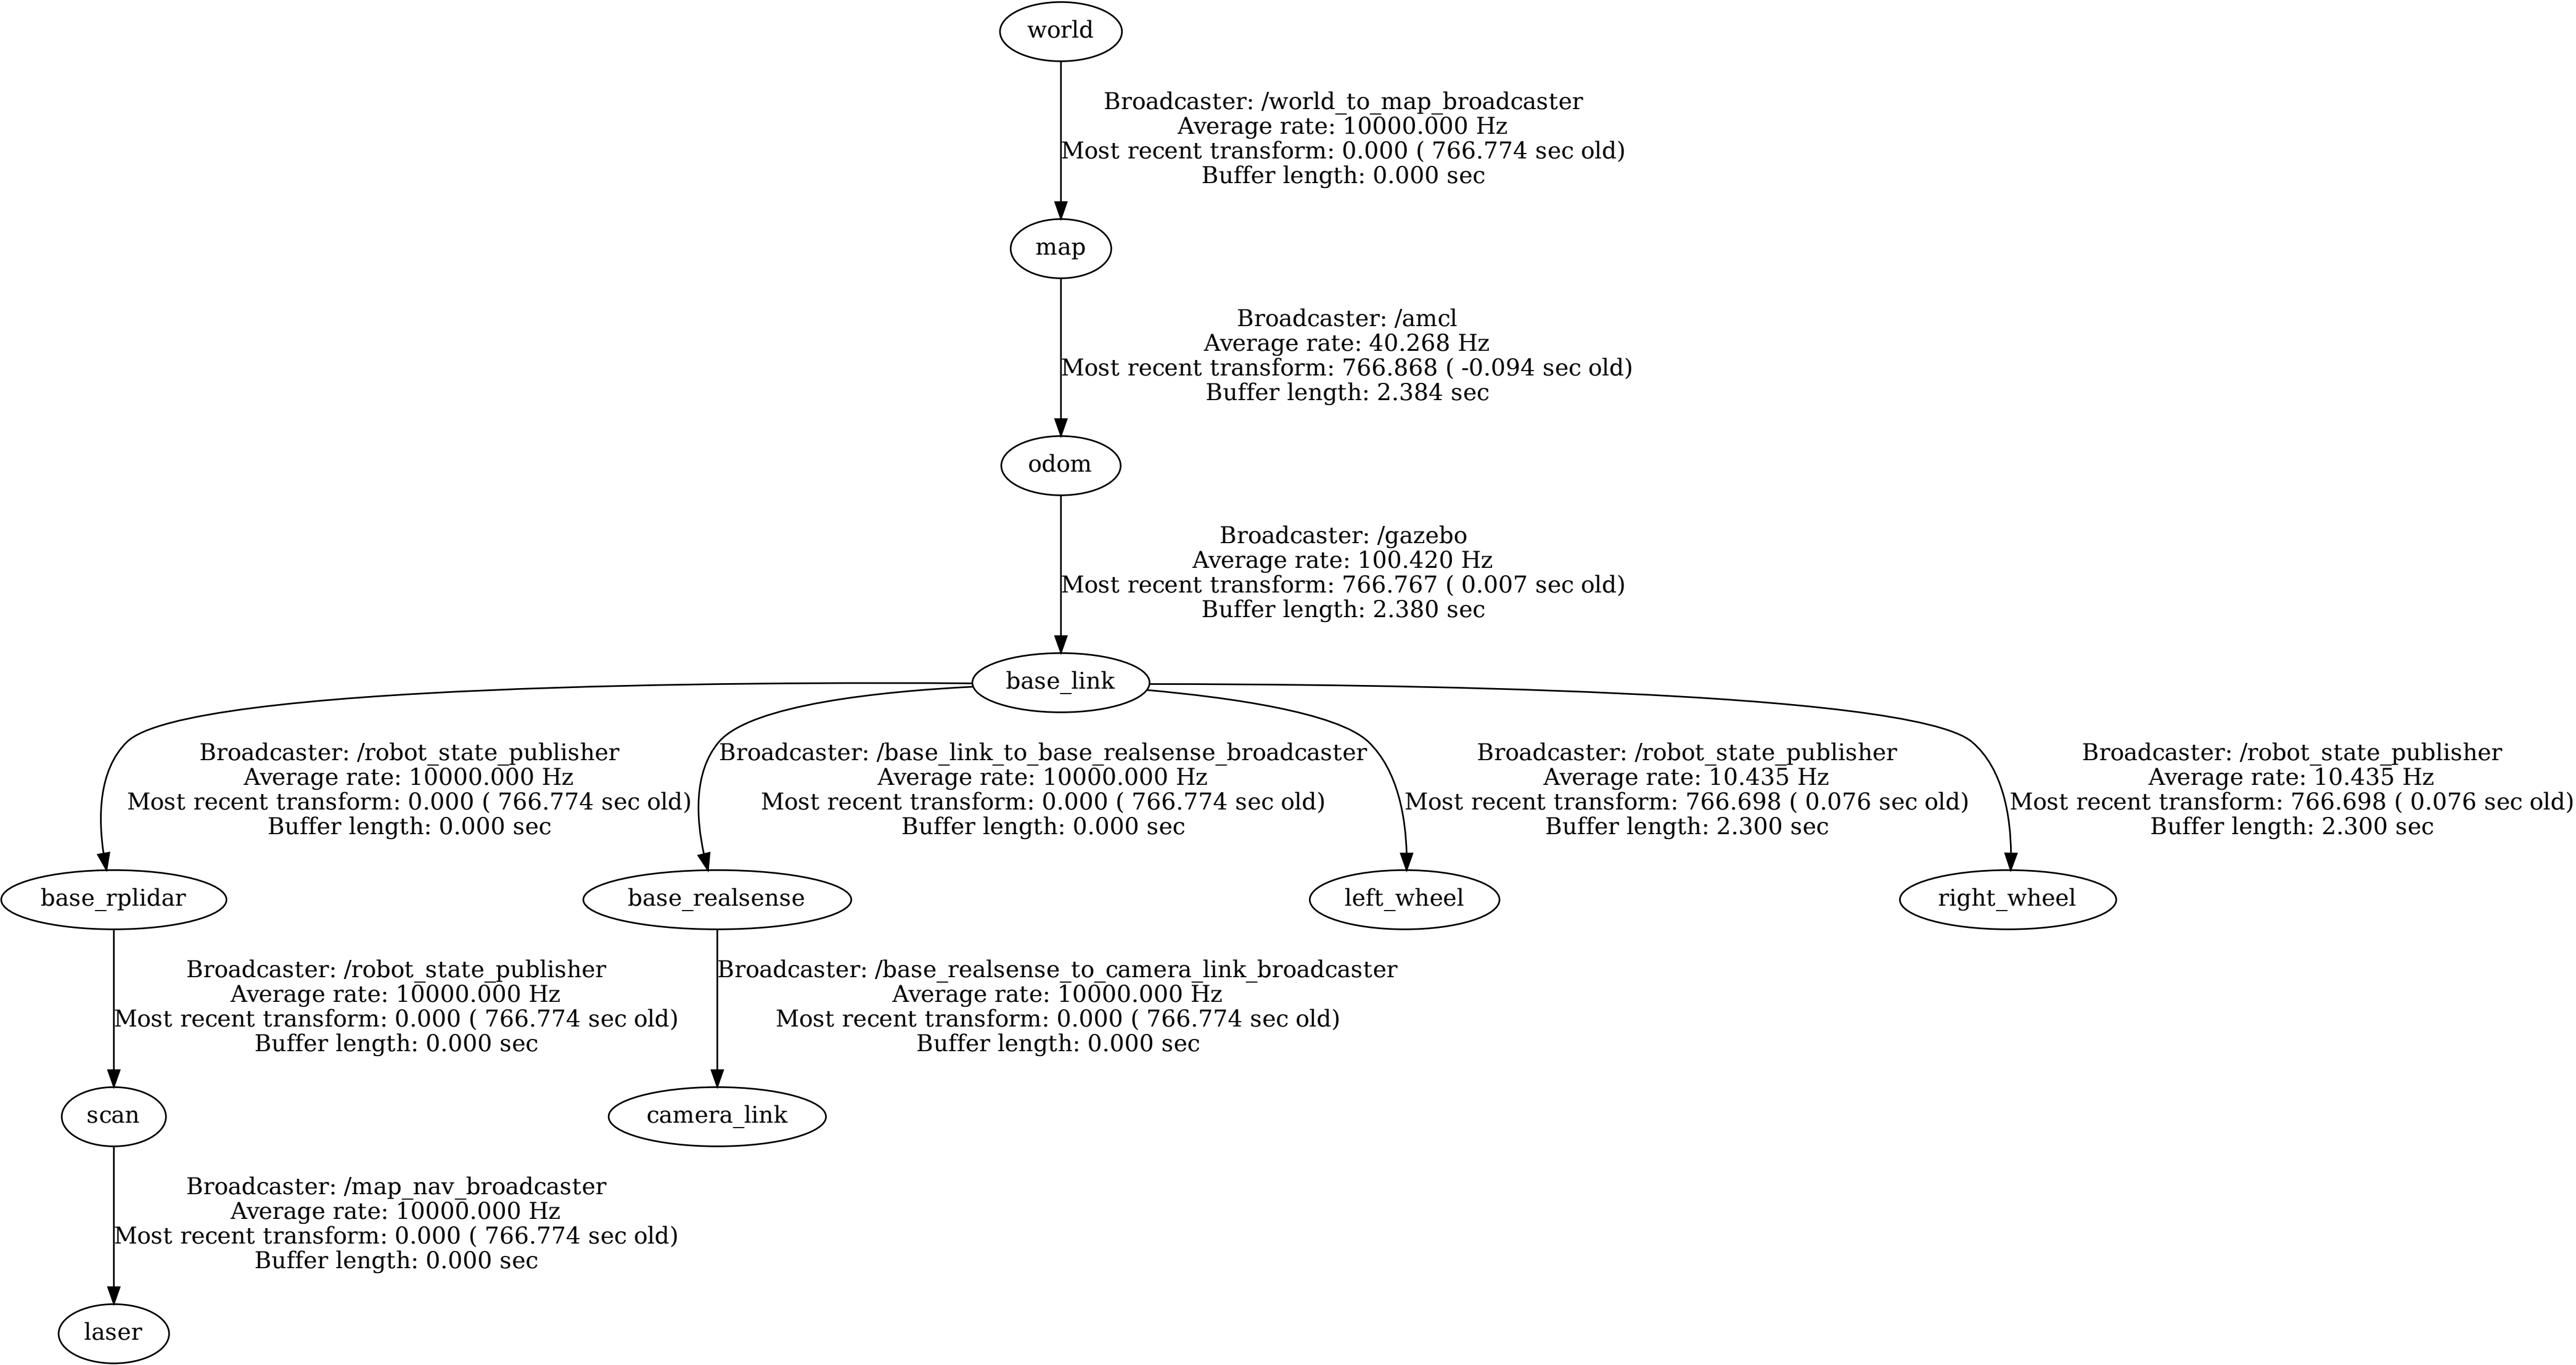 world
Broadcaster: /world_to_map_broadcaster
Average rate: 10000.000 Hz
Most recent transform: 0.000 ( 766.774 sec old)
Buffer length: 0.000 sec
map
Broadcaster: /amcl
Average rate: 40.268 Hz
Most recent transform: 766.868 ( -0.094 sec old)
Buffer length: 2.384 sec
odom
Broadcaster: /gazebo
Average rate: 100.420 Hz
Most recent transform: 766.767 ( 0.007 sec old)
Buffer length: 2.380 sec
base_link
Broadcaster: /robot_state_publisher
Average rate: 10000.000 Hz
Most recent transform: 0.000 ( 766.774 sec old)
Buffer length: 0.000 sec
Broadcaster: /base_link_to_base_realsense_broadcaster
Average rate: 10000.000 Hz
Most recent transform: 0.000 ( 766.774 sec old)
Buffer length: 0.000 sec
Broadcaster: /robot_state_publisher
Average rate: 10.435 Hz
Most recent transform: 766.698 ( 0.076 sec old)
Buffer length: 2.300 sec
Broadcaster: /robot_state_publisher
Average rate: 10.435 Hz
Most recent transform: 766.698 ( 0.076 sec old)
Buffer length: 2.300 sec
base_rplidar
base_realsense
left_wheel
right_wheel
Broadcaster: /robot_state_publisher
Average rate: 10000.000 Hz
Most recent transform: 0.000 ( 766.774 sec old)
Buffer length: 0.000 sec
Broadcaster: /base_realsense_to_camera_link_broadcaster
Average rate: 10000.000 Hz
Most recent transform: 0.000 ( 766.774 sec old)
Buffer length: 0.000 sec
scan
camera_link
Broadcaster: /map_nav_broadcaster
Average rate: 10000.000 Hz
Most recent transform: 0.000 ( 766.774 sec old)
Buffer length: 0.000 sec
laser